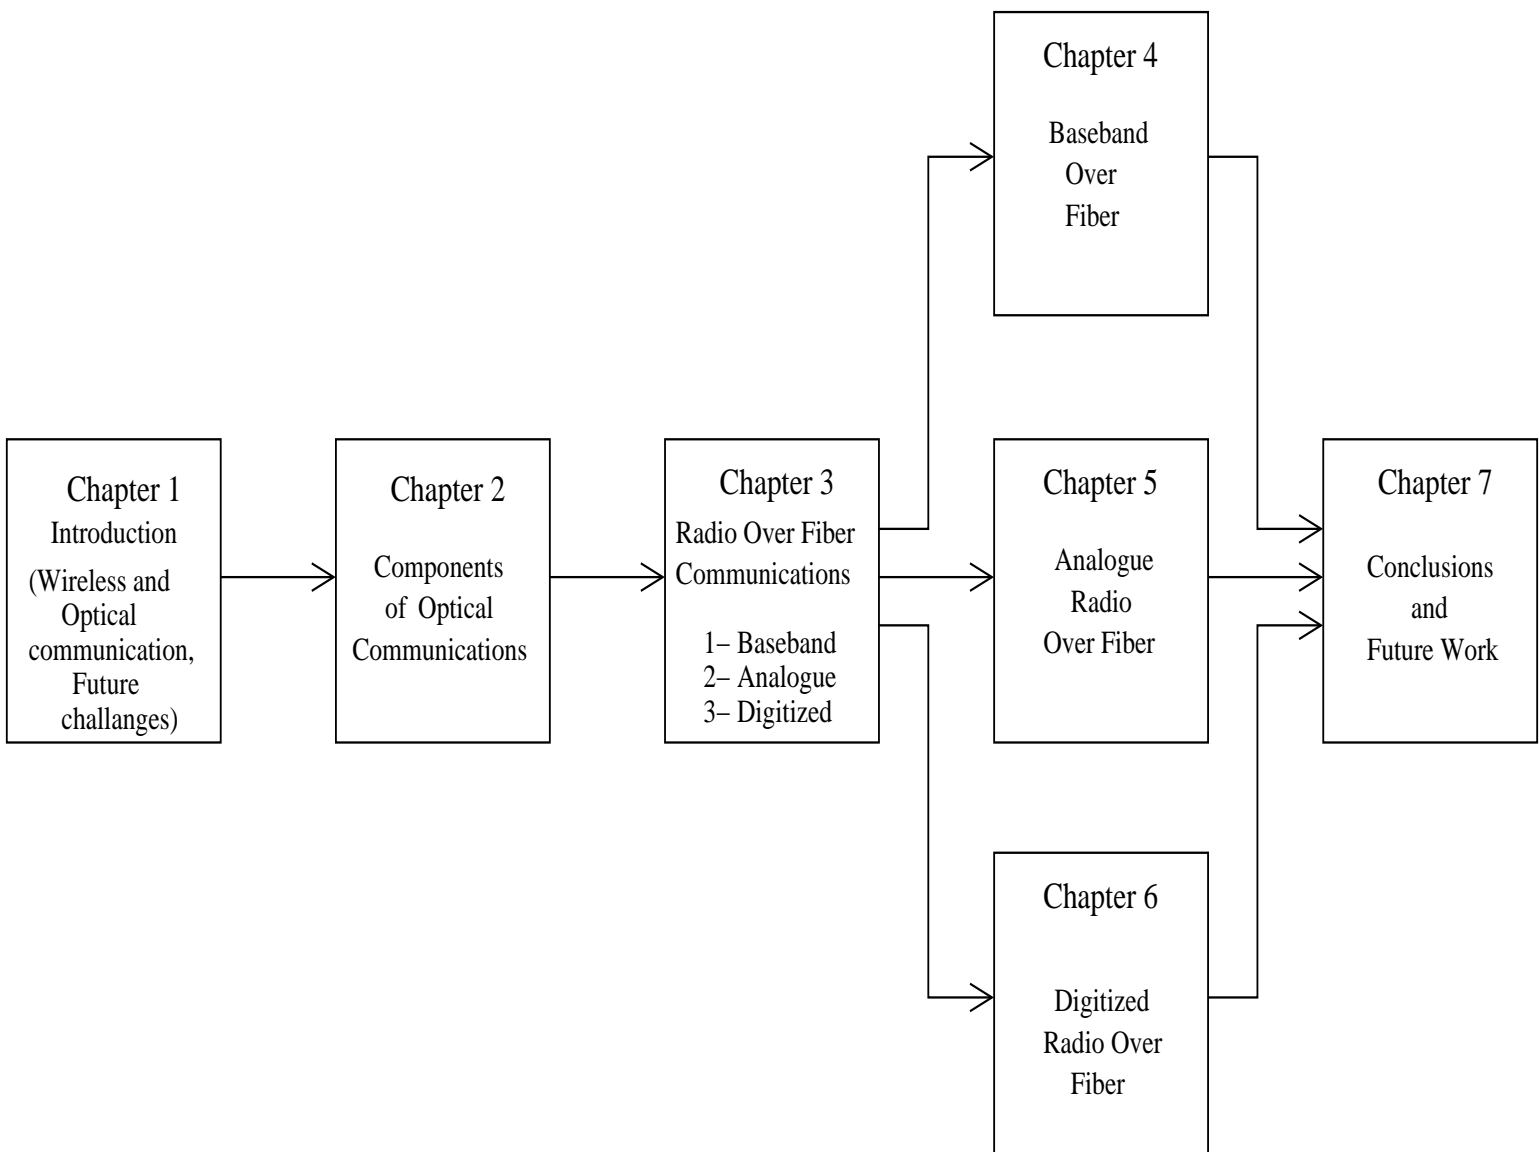 Chapter 1
Introduction
(Wireless and
Optical
communication,
Future
challanges)
Chapter 2
Components
of Optical
Communications
Chapter 3
Radio Over Fiber
Communications
1– Baseband
2– Analogue
3– Digitized
Chapter 4
Baseband
Over
Fiber
Chapter 5
Analogue
Radio
Over Fiber
Chapter 6
Digitized
Radio Over
Fiber
Chapter 7
Conclusions
and
Future Work